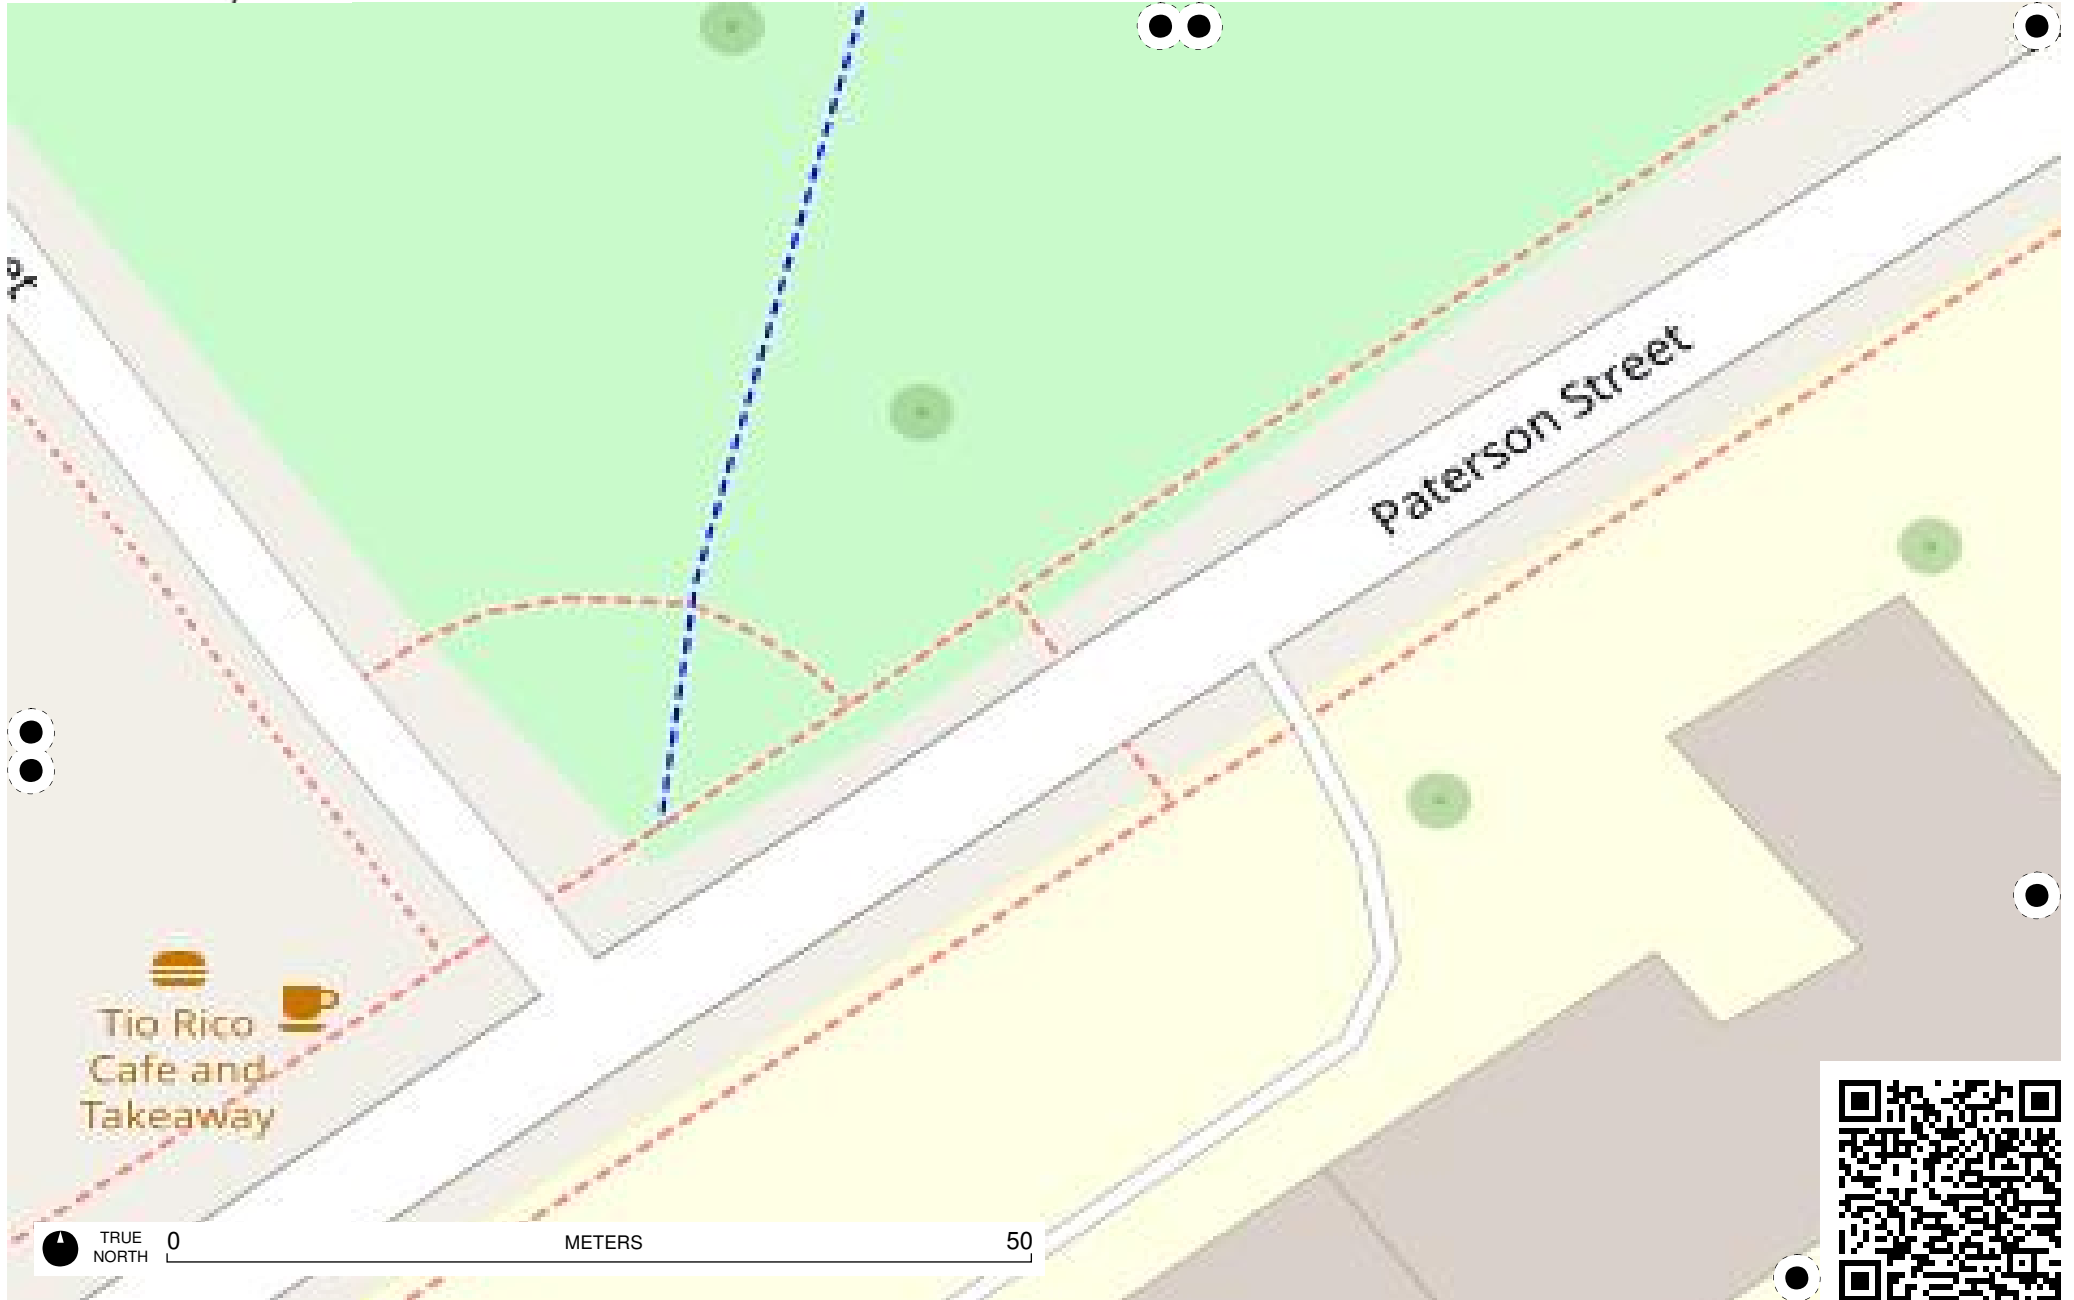 Paterson Street
Tio Rico
Cafe and
Takeaway
TRUE
NORTH
0
METERS
50